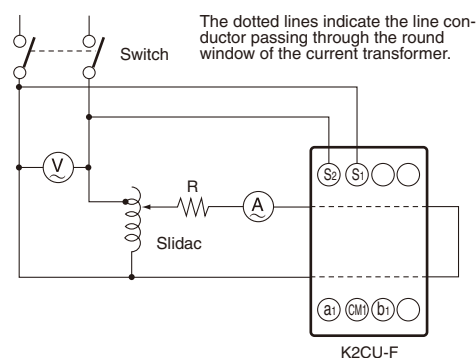 The dotted lines indicate the line con-
ductor passing through the round
window of the current transformer.
Switch
V
S2 S1
R
A
Slidac
a1 CM1 b1
K2CU-F